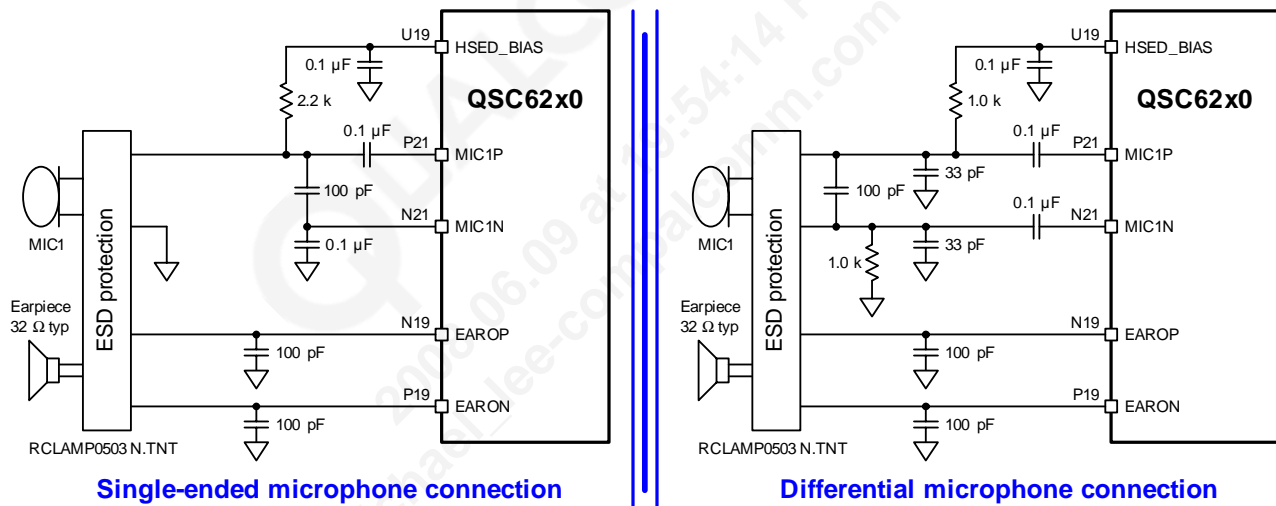 U19
HSED_BIAS
0.1 µF
QSC62x0
2.2 k
0.1 µF
P21
MIC1P
100 pF
N21
MIC1N
0.1 µF
MIC1
ESD protection
Earpiece
32 Ω typ
N19
EAROP
100 pF
P19
EARON
100 pF
RCLAMP0503N.TNT
Single-ended microphone connection
U19
HSED_BIAS
0.1 µF
QSC62x0
1.0 k
0.1 µF
P21
MIC1P
33 pF
100 pF
0.1 µF
N21
MIC1N
MIC1
33 pF
1.0 k
ESD protection
Earpiece
32 Ω typ
N19
EAROP
100 pF
P19
EARON
100 pF
RCLAMP0503N.TNT
Differential microphone connection